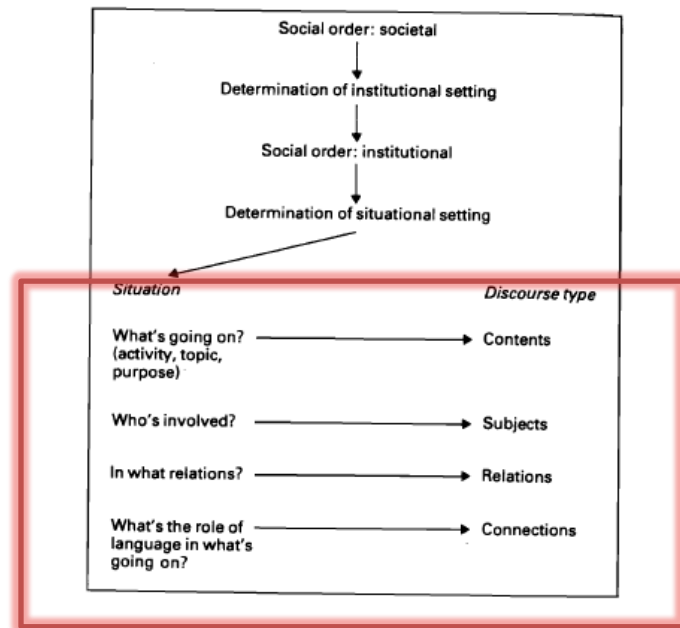 Social order: societal
Determination of institutional setting
Social order: institutional
Determination of situational setting
Situation
Discourse type
What's going on?
(activity, topic,
purpose)
Contents
Who's involved?
Subjects
In what relations?
Relations
What's the role of
language in what's
going on?
Connections